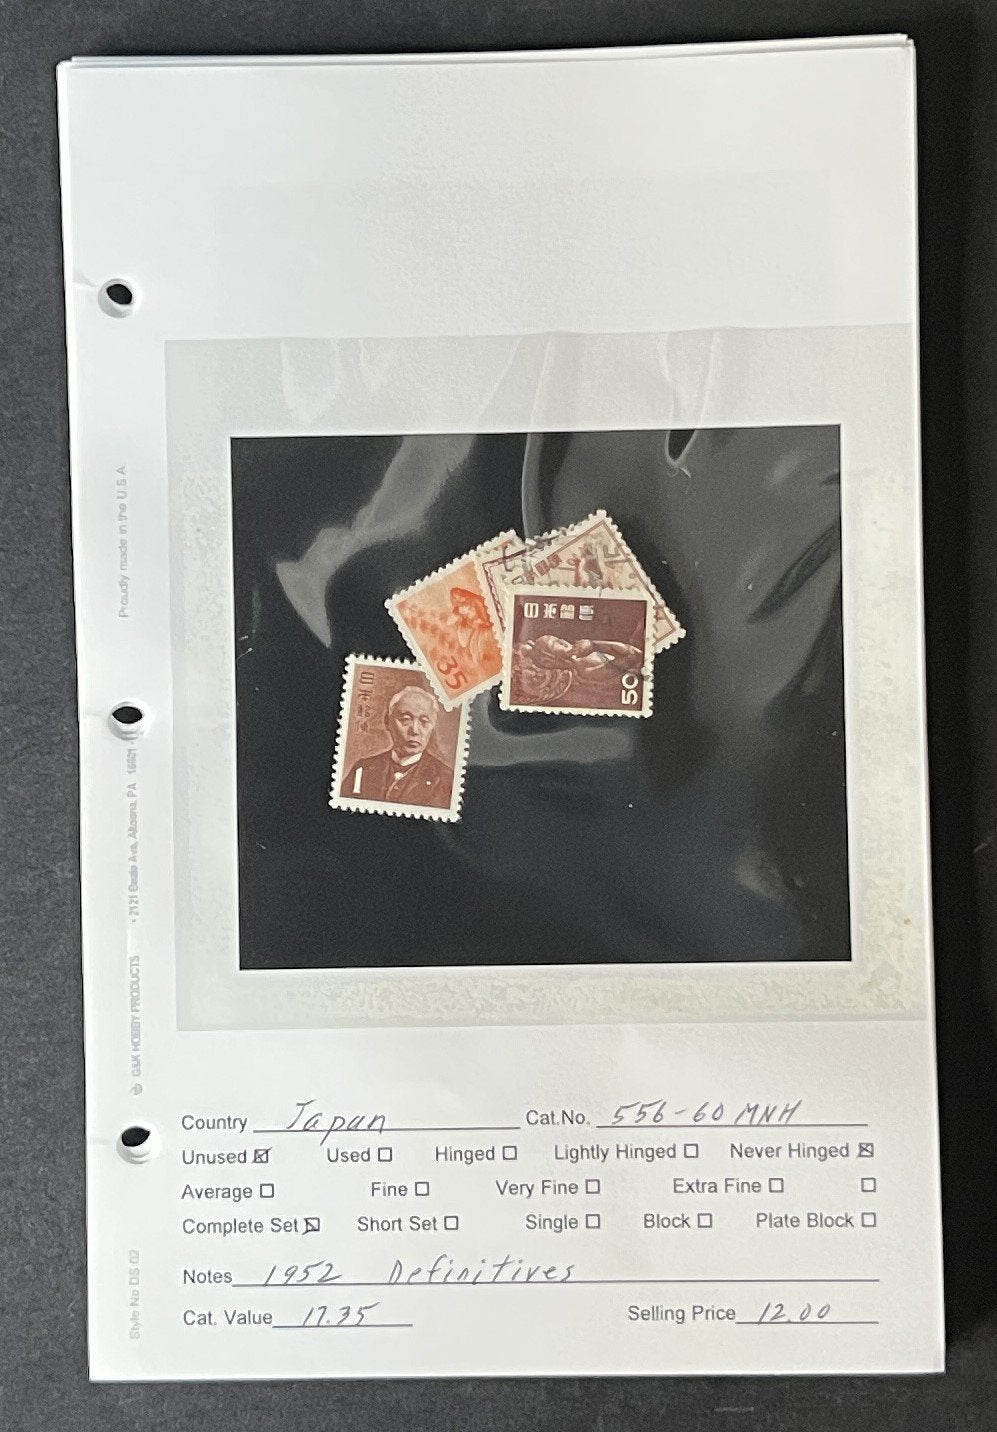 日本郵便
50
35
日本郵便
1
Proudly made in the U.S.A
G&K HOBBY PRODUCTS • 2121 Beale Ave. Altoona, PA 16601 •
Style No DS 02
Country Japan Cat.No. 556-60 MNH
Unused Used Hinged Lightly Hinged Never Hinged
Average Fine Very Fine Extra Fine
Complete Set Short Set Single Block Plate Block
Notes 1952 Definitives
Cat. Value 17.35 Selling Price 12.00